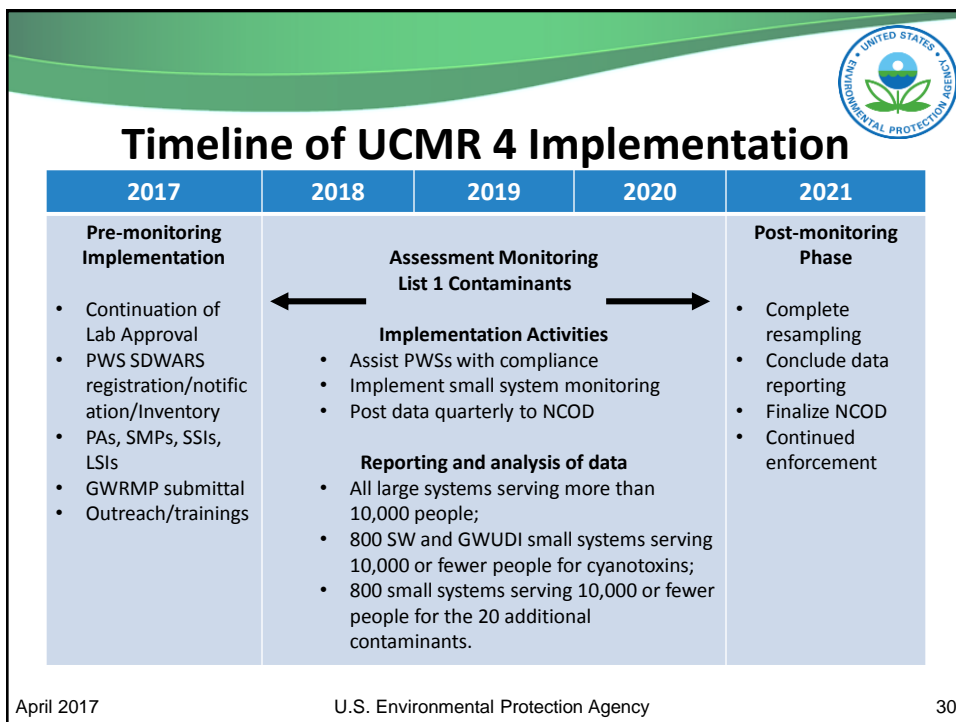 UNITED STATES
ENVIRONMENTAL PROTECTION AGENCY
Timeline of UCMR 4 Implementation
2017
2018
2019
2020
2021
Pre-monitoring
Implementation
• Continuation of
Lab Approval
• PWS SDWARS
registration/notific
ation/Inventory
• PAs, SMPs, SSIs,
LSIs
• GWRMP submittal
• Outreach/trainings
Assessment Monitoring
List 1 Contaminants
Implementation Activities
• Assist PWSs with compliance
• Implement small system monitoring
• Post data quarterly to NCOD
Reporting and analysis of data
• All large systems serving more than
10,000 people;
• 800 SW and GWUDI small systems serving
10,000 or fewer people for cyanotoxins;
• 800 small systems serving 10,000 or fewer
people for the 20 additional
contaminants.
Post-monitoring
Phase
• Complete
resampling
• Conclude data
reporting
• Finalize NCOD
• Continued
enforcement
April 2017
U.S. Environmental Protection Agency
30